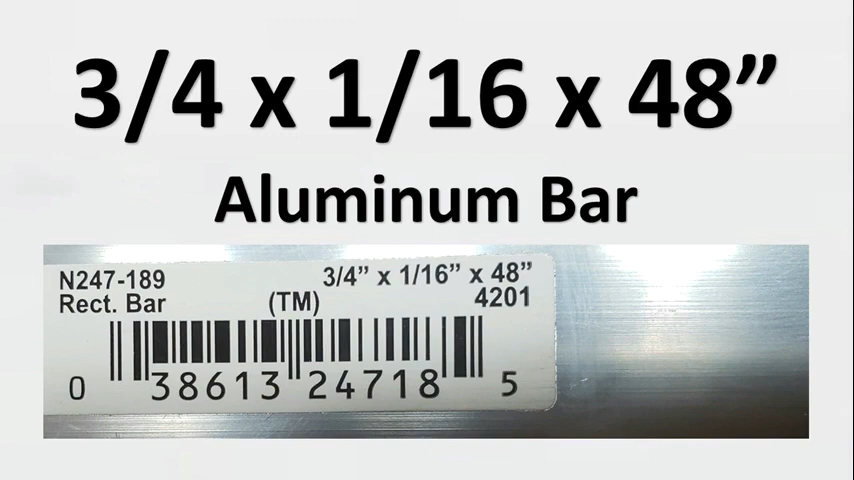 3/4 x 1/16 x 48”
Aluminum Bar
N247-189 3/4” x 1/16” x 48”
Rect. Bar (TM) 4201
0 38613 24718 5